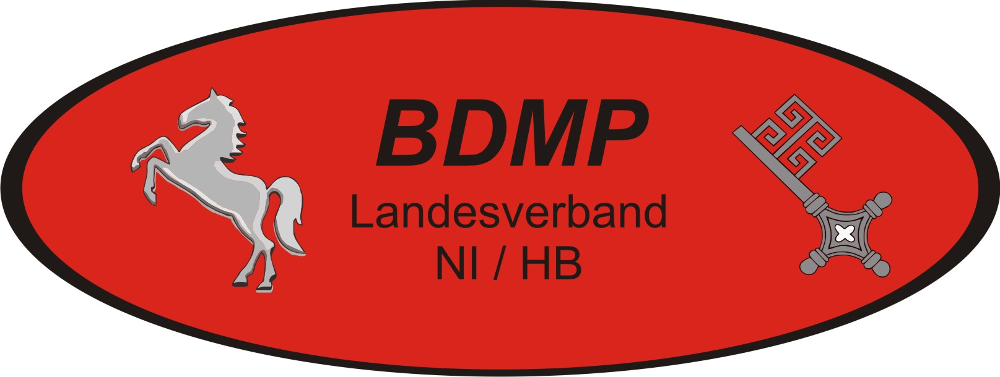 BDMP
Landesverband
NI / HB